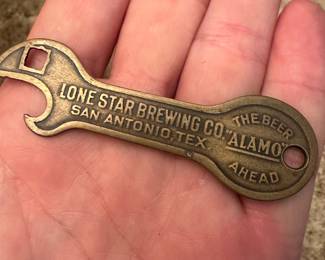 LONE STAR BREWING CO.
SAN ANTONIO, TEX.
THE BEER
"ALAMO"
AHEAD